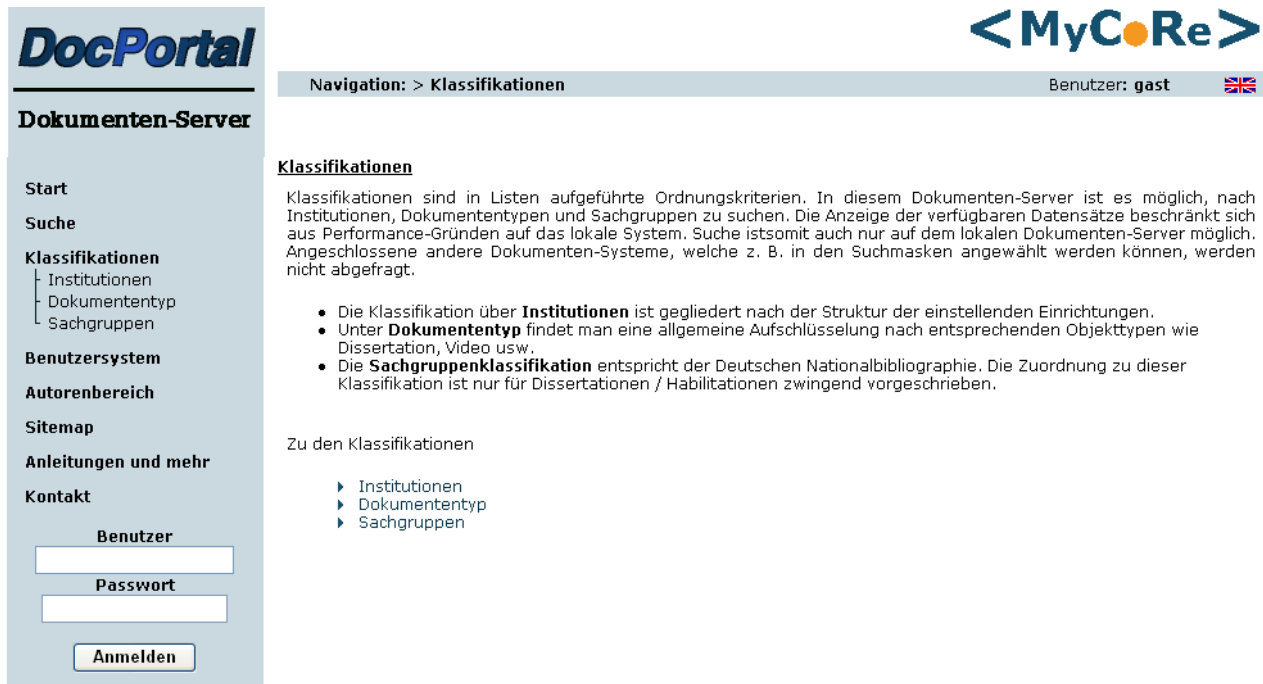 DocPortal
Dokumenten-Server
Start
Suche
Klassifikationen
Institutionen
Dokumententyp
Sachgruppen
Benutzersystem
Autorenbereich
Sitemap
Anleitungen und mehr
Kontakt
Benutzer
Passwort
Anmelden
<MyCoRe>
Navigation: > Klassifikationen
Benutzer: gast
Klassifikationen
Klassifikationen sind in Listen aufgeführte Ordnungskriterien. In diesem Dokumenten-Server ist es möglich, nach
Institutionen, Dokumententypen und Sachgruppen zu suchen. Die Anzeige der verfügbaren Datensätze beschränkt sich
aus Performance-Gründen auf das lokale System. Suche istsomit auch nur auf dem lokalen Dokumenten-Server möglich.
Angeschlossene andere Dokumenten-Systeme, welche z. B. in den Suchmasken angewählt werden können, werden
nicht abgefragt.
• Die Klassifikation über Institutionen ist gegliedert nach der Struktur der einstellenden Einrichtungen.
• Unter Dokumententyp findet man eine allgemeine Aufschlüsselung nach entsprechenden Objekttypen wie
Dissertation, Video usw.
• Die Sachgruppenklassifikation entspricht der Deutschen Nationalbibliographie. Die Zuordnung zu dieser
Klassifikation ist nur für Dissertationen / Habilitationen zwingend vorgeschrieben.
Zu den Klassifikationen
Institutionen
Dokumententyp
Sachgruppen